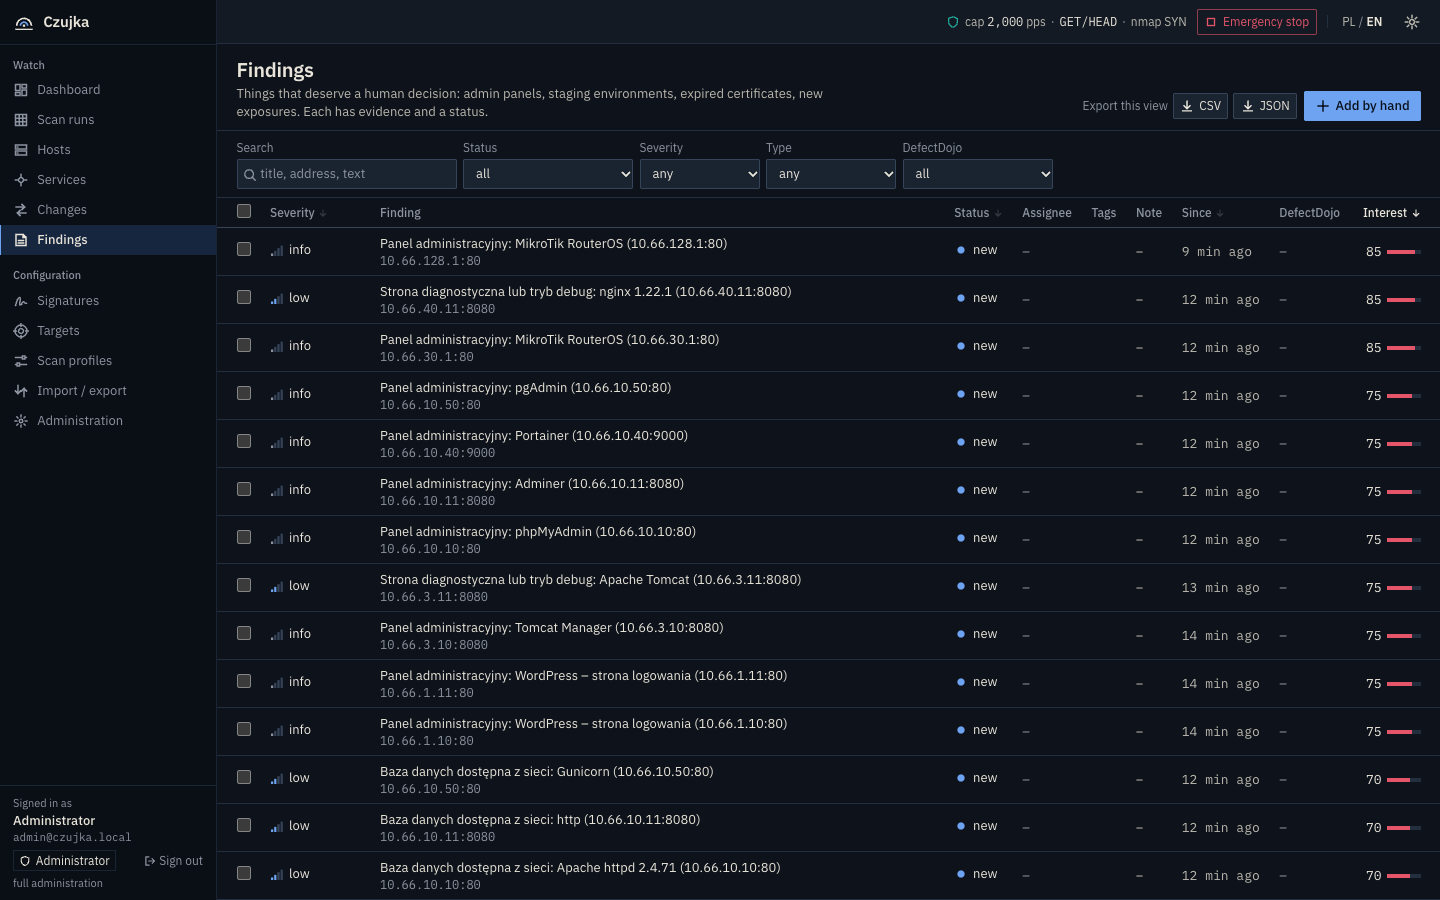 Czujka
cap 2,000 pps · GET/HEAD · nmap SYN
Emergency stop
PL / EN
Watch
Dashboard
Scan runs
Hosts
Services
Changes
Findings
Configuration
Signatures
Targets
Scan profiles
Import / export
Administration
Signed in as
Administrator
admin@czujka.local
Administrator
Sign out
full administration
Findings
Things that deserve a human decision: admin panels, staging environments, expired certificates, new
exposures. Each has evidence and a status.
Export this view
CSV
JSON
Add by hand
Search Status Severity Type DefectDojo
title, address, text all any any all
Severity ↓ Finding Status ↓ Assignee Tags Note Since ↓ DefectDojo Interest ↓
info Panel administracyjny: MikroTik RouterOS (10.66.128.1:80) new – – 9 min ago – 85
10.66.128.1:80
low Strona diagnostyczna lub tryb debug: nginx 1.22.1 (10.66.40.11:8080) new – – 12 min ago – 85
10.66.40.11:8080
info Panel administracyjny: MikroTik RouterOS (10.66.30.1:80) new – – 12 min ago – 85
10.66.30.1:80
info Panel administracyjny: pgAdmin (10.66.10.50:80) new – – 12 min ago – 75
10.66.10.50:80
info Panel administracyjny: Portainer (10.66.10.40:9000) new – – 12 min ago – 75
10.66.10.40:9000
info Panel administracyjny: Adminer (10.66.10.11:8080) new – – 12 min ago – 75
10.66.10.11:8080
info Panel administracyjny: phpMyAdmin (10.66.10.10:80) new – – 12 min ago – 75
10.66.10.10:80
low Strona diagnostyczna lub tryb debug: Apache Tomcat (10.66.3.11:8080) new – – 13 min ago – 75
10.66.3.11:8080
info Panel administracyjny: Tomcat Manager (10.66.3.10:8080) new – – 14 min ago – 75
10.66.3.10:8080
info Panel administracyjny: WordPress – strona logowania (10.66.1.11:80) new – – 14 min ago – 75
10.66.1.11:80
info Panel administracyjny: WordPress – strona logowania (10.66.1.10:80) new – – 14 min ago – 75
10.66.1.10:80
low Baza danych dostępna z sieci: Gunicorn (10.66.10.50:80) new – – 12 min ago – 70
10.66.10.50:80
low Baza danych dostępna z sieci: http (10.66.10.11:8080) new – – 12 min ago – 70
10.66.10.11:8080
low Baza danych dostępna z sieci: Apache httpd 2.4.71 (10.66.10.10:80) new – – 12 min ago – 70
10.66.10.10:80